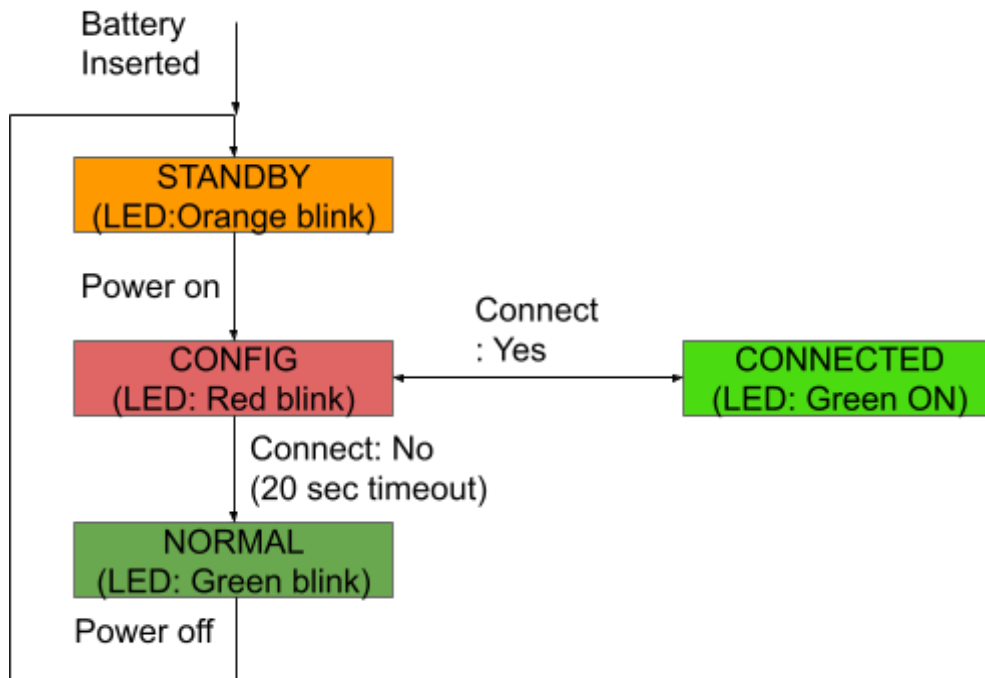 Battery
Inserted
STANDBY
(LED:Orange blink)
Power on
Connect
: Yes
CONFIG
(LED: Red blink)
CONNECTED
(LED: Green ON)
Connect: No
(20 sec timeout)
NORMAL
(LED: Green blink)
Power off